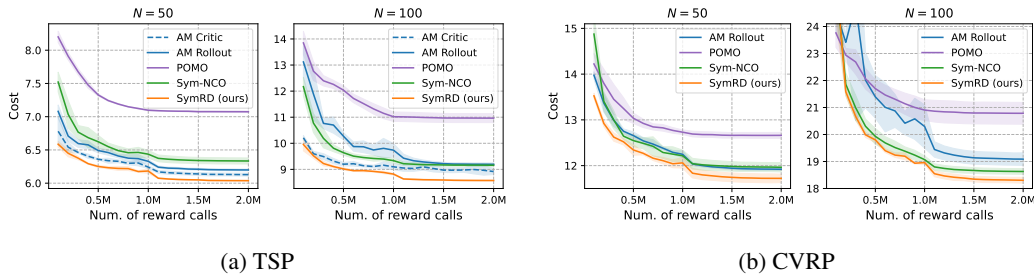 N = 50
Cost
8.0
7.5
7.0
6.5
6.0
AM Critic
AM Rollout
POMO
Sym-NCO
SymRD (ours)
0.5M 1.0M 1.5M 2.0M
Num. of reward calls
N = 100
14
13
12
11
10
9
AM Critic
AM Rollout
POMO
Sym-NCO
SymRD (ours)
0.5M 1.0M 1.5M 2.0M
Num. of reward calls
(a) TSP
N = 50
Cost
15
14
13
12
AM Rollout
POMO
Sym-NCO
SymRD (ours)
0.5M 1.0M 1.5M 2.0M
Num. of reward calls
N = 100
24
23
22
21
20
19
18
AM Rollout
POMO
Sym-NCO
SymRD (ours)
0.5M 1.0M 1.5M 2.0M
Num. of reward calls
(b) CVRP